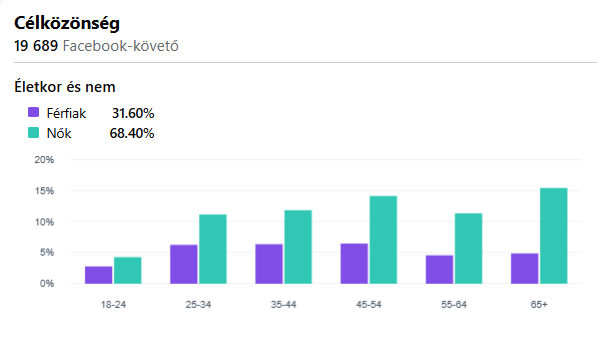 Célközönség
19 689 Facebook-követő
Életkor és nem
Férfiak 31.60%
Nők 68.40%
20%
15%
10%
5%
0%
18-24 25-34 35-44 45-54 55-64 65+